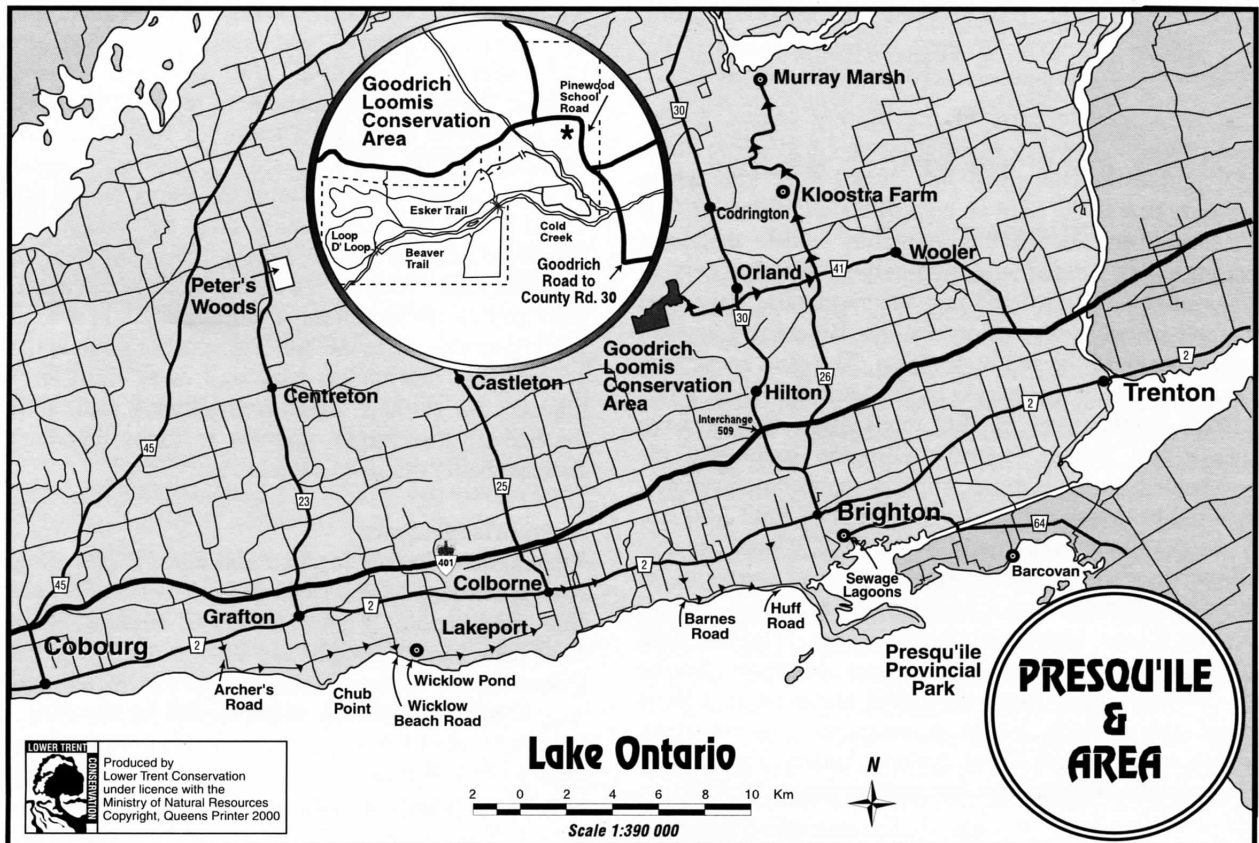 Goodrich
Loomis
Conservation
Area
Pinewood
School
Road
*
Esker Trail
Loop
D' Loop
Beaver
Trail
Cold
Creek
Goodrich
Road to
County Rd. 30
Murray Marsh
30
Kloostra Farm
Codrington
Wooler
41
Orland
Peter's
Woods
30
Goodrich
Loomis
Conservation
Area
2
Castleton
Centreton
Hilton
26
Trenton
2
Interchange
509
45
25
23
Brighton
64
401
2
Sewage
Lagoons
Barcovan
45
Colborne
2
Grafton
Lakeport
Barnes
Road
Huff
Road
Cobourg
2
Presqu'ile
Provincial
Park
Wicklow Pond
Archer's
Road
Chub
Point
Wicklow
Beach Road
PRESQU'ILE
&
AREA
Lake Ontario
LOWER TRENT
CONSERVATION
Produced by
Lower Trent Conservation
under licence with the
Ministry of Natural Resources
Copyright, Queens Printer 2000
2 0 2 4 6 8 10 Km
Scale 1:390 000
N